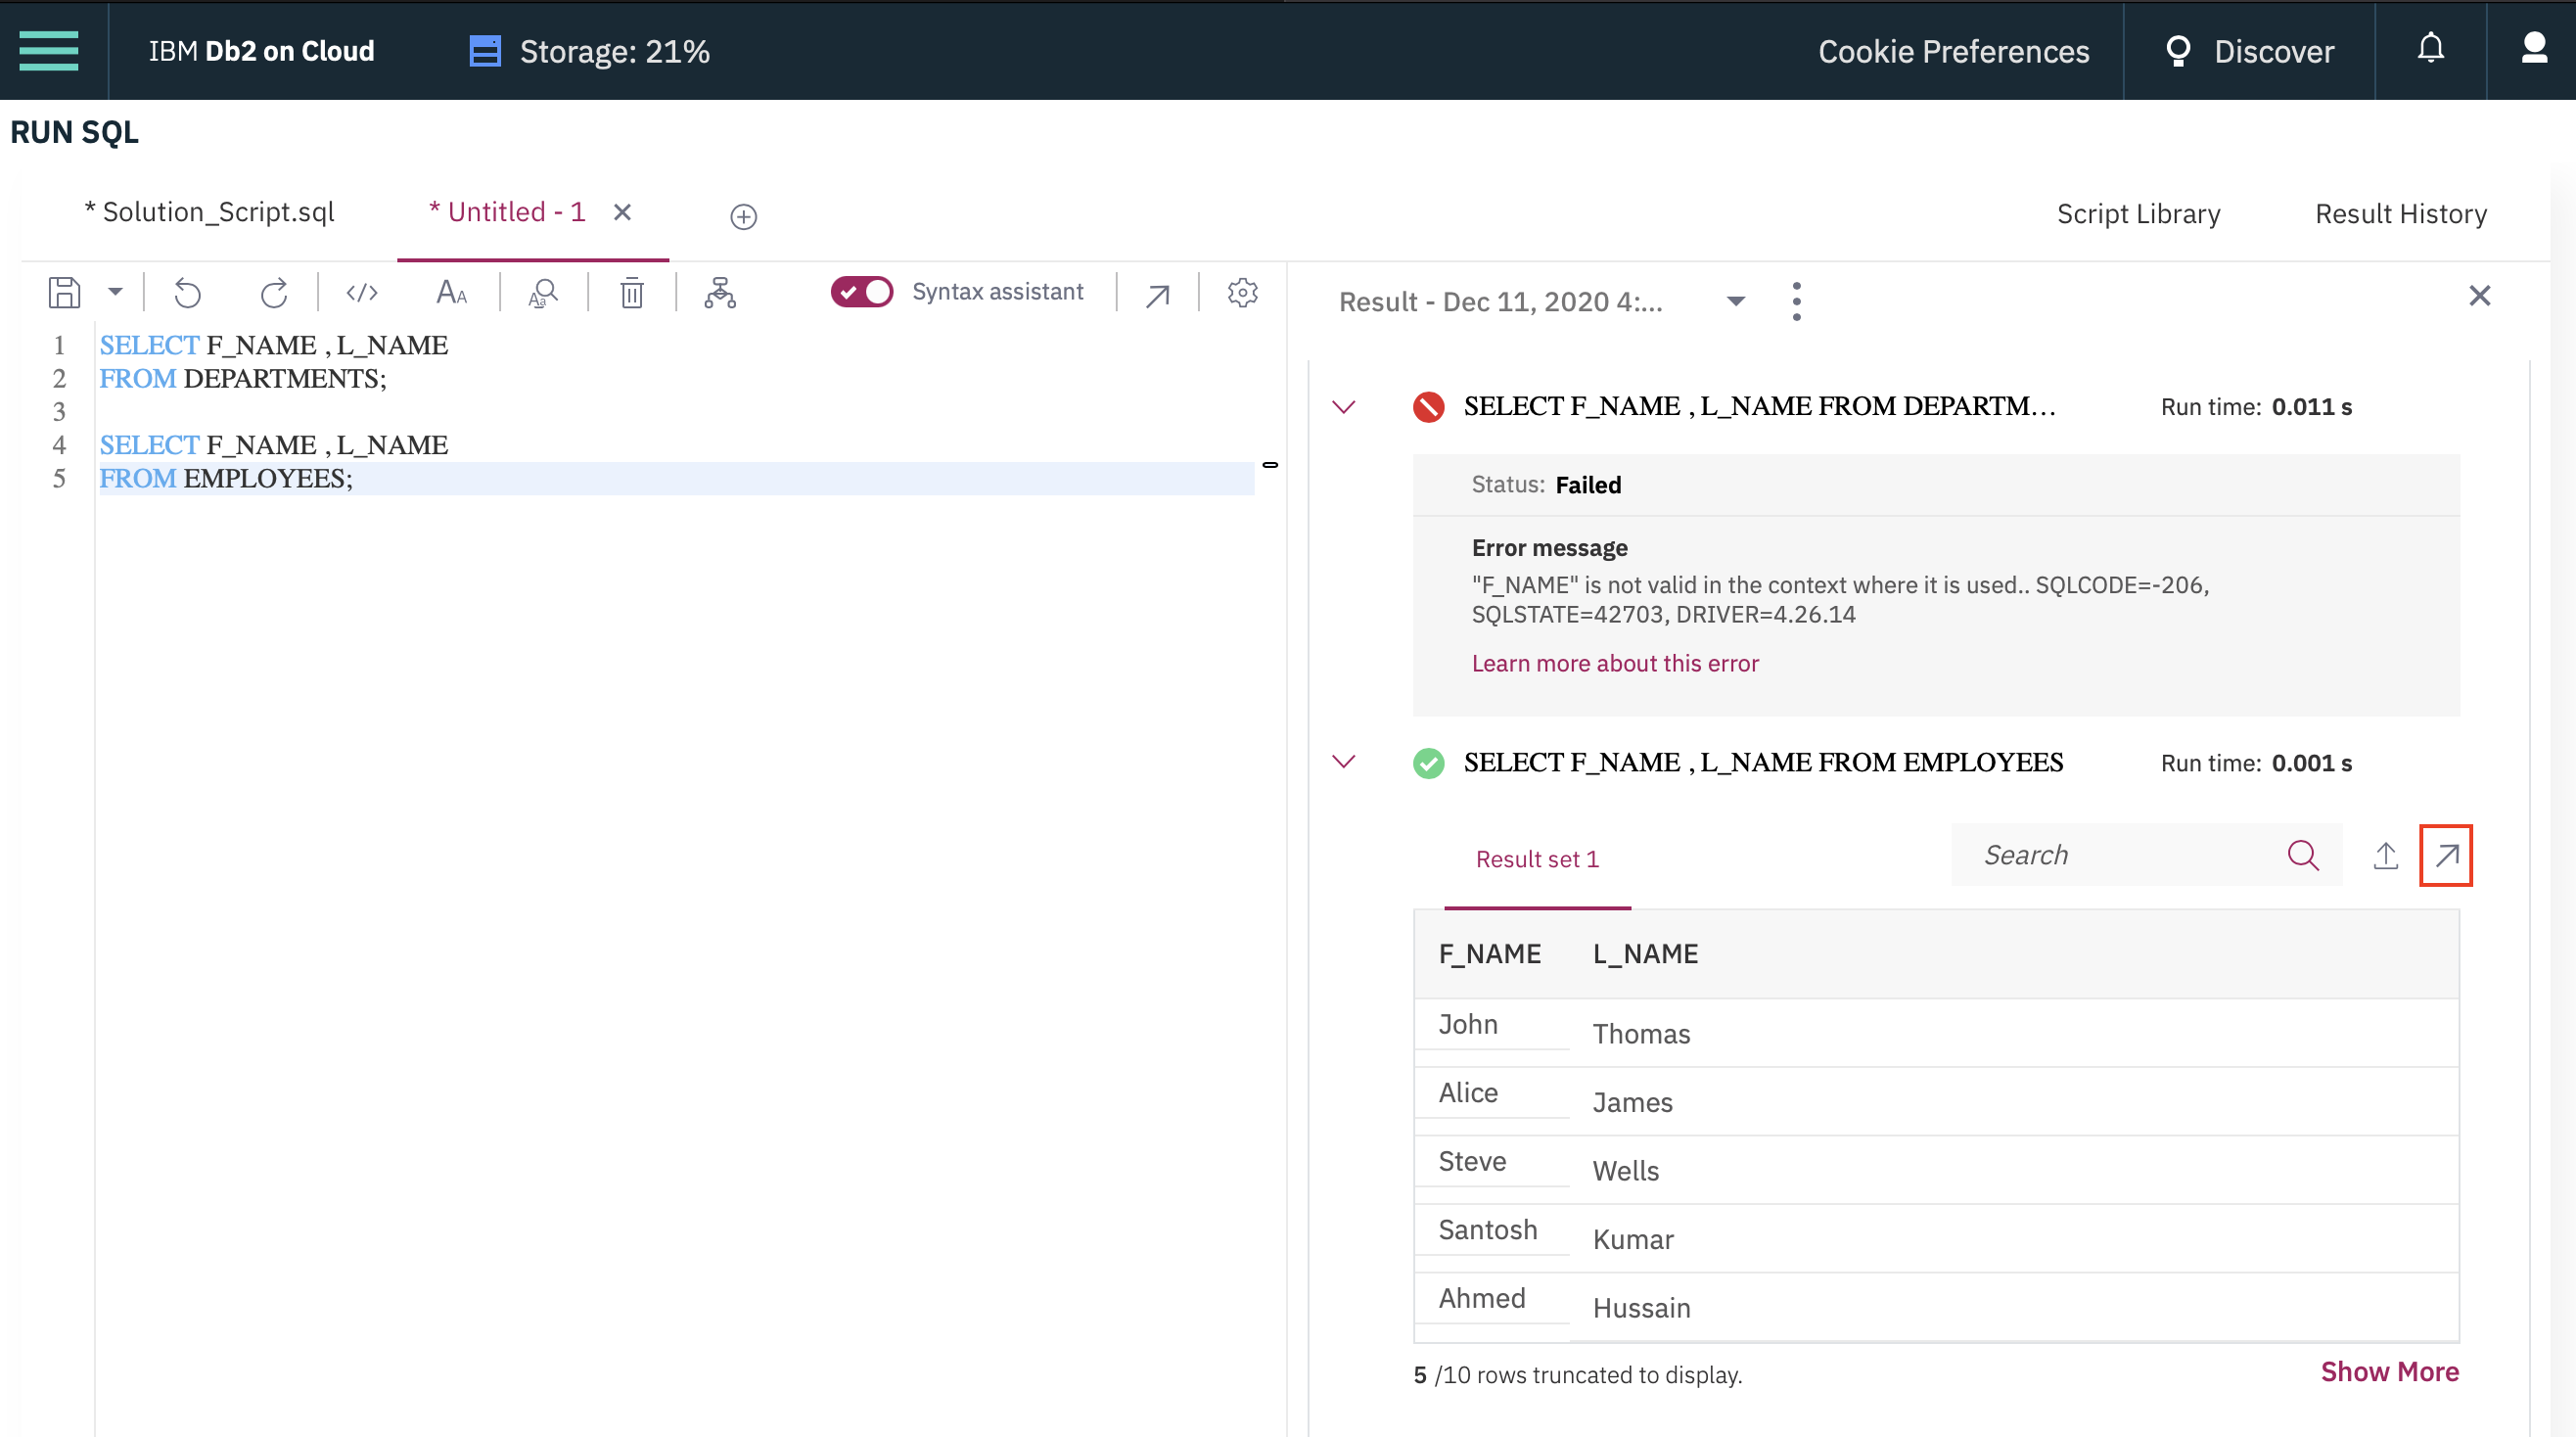 IBM Db2 on Cloud
Storage: 21%
Cookie Preferences
Discover
RUN SQL
* Solution_Script.sql
* Untitled - 1
Script Library
Result History
Syntax assistant
1 SELECT F_NAME , L_NAME
2 FROM DEPARTMENTS;
3
4 SELECT F_NAME , L_NAME
5 FROM EMPLOYEES;
Result - Dec 11, 2020 4:...
SELECT F_NAME , L_NAME FROM DEPARTM... Run time: 0.011 s
Status: Failed
Error message
"F_NAME" is not valid in the context where it is used.. SQLCODE=-206,
SQLSTATE=42703, DRIVER=4.26.14
Learn more about this error
SELECT F_NAME , L_NAME FROM EMPLOYEES Run time: 0.001 s
Result set 1
Search
F_NAME L_NAME
John Thomas
Alice James
Steve Wells
Santosh Kumar
Ahmed Hussain
5 /10 rows truncated to display.
Show More